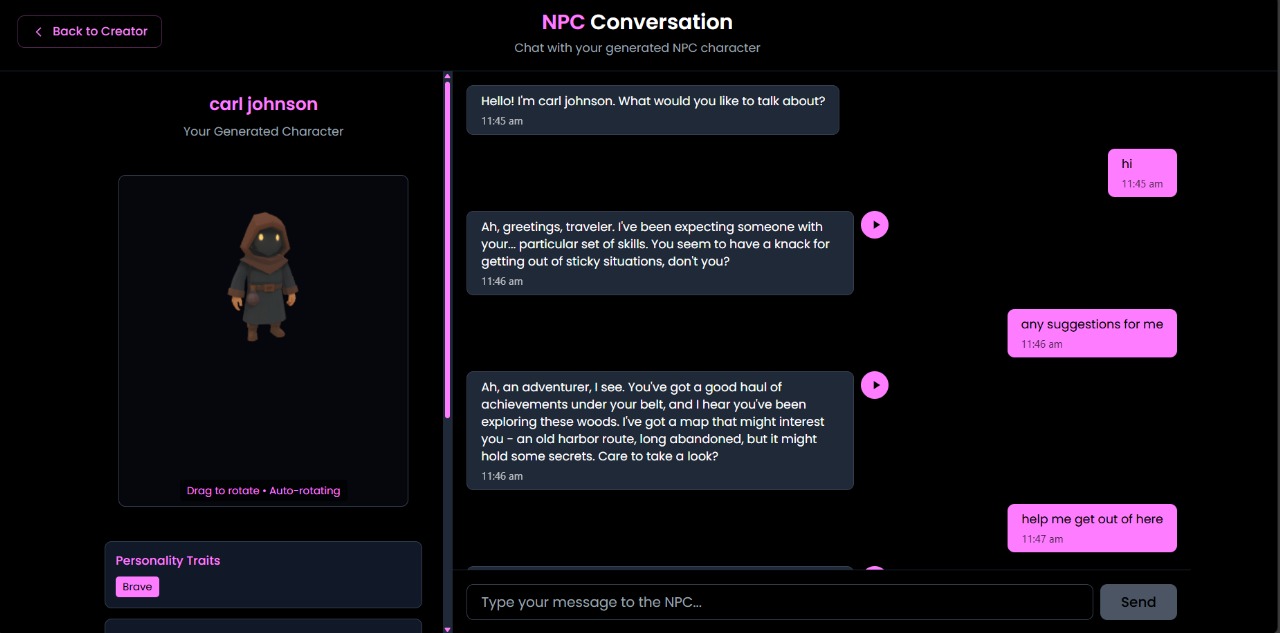 Back to Creator
NPC Conversation
Chat with your generated NPC character
carl johnson
Your Generated Character
Drag to rotate • Auto-rotating
Personality Traits
Brave
Hello! I'm carl johnson. What would you like to talk about?
11:45 am
hi
11:45 am
Ah, greetings, traveler. I've been expecting someone with
your... particular set of skills. You seem to have a knack for
getting out of sticky situations, don't you?
11:46 am
any suggestions for me
11:46 am
Ah, an adventurer, I see. You've got a good haul of
achievements under your belt, and I hear you've been
exploring these woods. I've got a map that might interest
you - an old harbor route, long abandoned, but it might
hold some secrets. Care to take a look?
11:46 am
help me get out of here
11:47 am
Type your message to the NPC...
Send